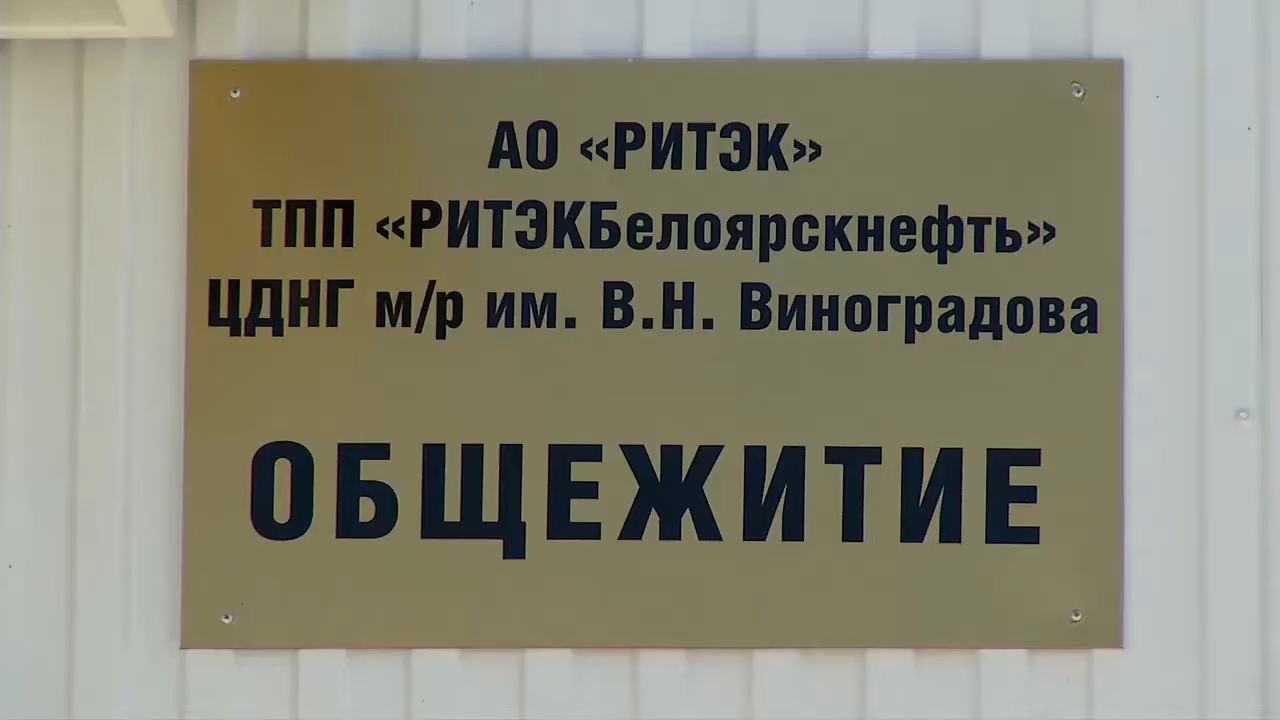 АО «РИТЭК»
ТПП «РИТЭКБелоярскнефть»
ЦДНГ м/р им. В.Н. Виноградова
ОБЩЕЖИТИЕ